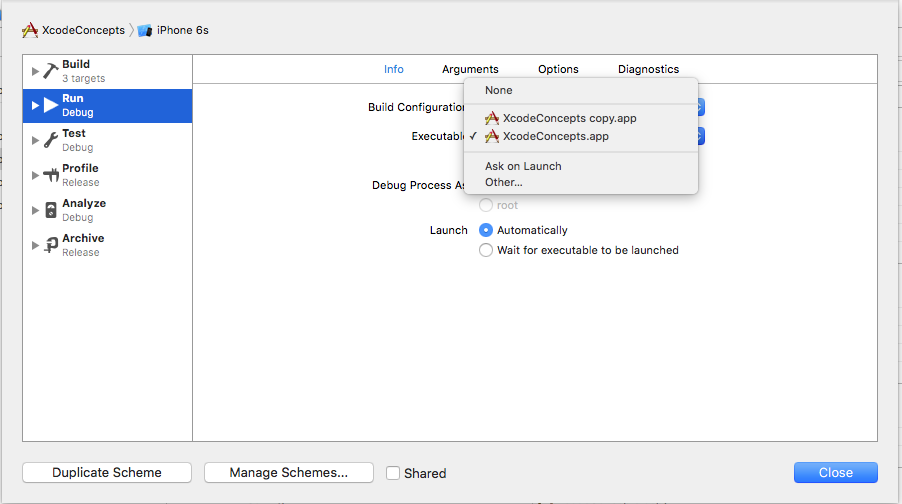 XcodeConcepts iPhone 6s
Build
3 targets
Run
Debug
Test
Debug
Profile
Release
Analyze
Debug
Archive
Release
Info Arguments Options Diagnostics
Build Configuration
None
XcodeConcepts copy.app
Executable ✓ XcodeConcepts.app
Ask on Launch
Other...
Debug Process As
root
Launch Automatically
Wait for executable to be launched
Duplicate Scheme Manage Schemes... Shared Close